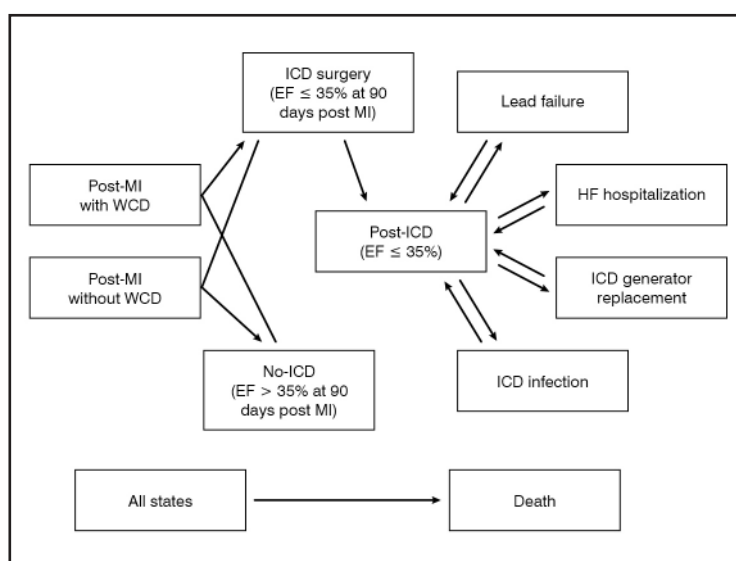 ICD surgery
(EF ≤ 35% at 90
days post MI)
Lead failure
Post-MI
with WCD
HF hospitalization
Post-ICD
(EF ≤ 35%)
Post-MI
without WCD
ICD generator
replacement
No-ICD
(EF > 35% at 90
days post MI)
ICD infection
All states
Death